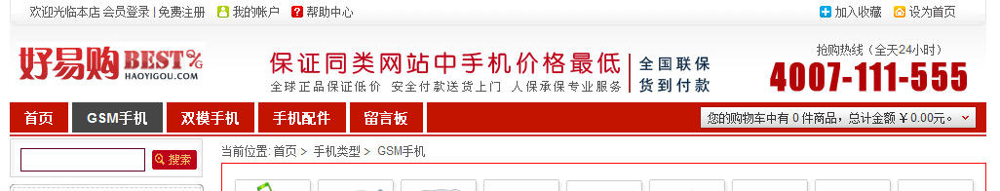 欢迎光临本店 会员登录 | 免费注册 我的帐户 ? 帮助中心 加入收藏 设为首页
好易购 BEST%
HAOYIGOU.COM
保证同类网站中手机价格最低
全球正品保证低价 安全付款送货上门 人保承保专业服务
全国联保
货到付款
抢购热线(全天24小时)
4007-111-555
首页 GSM手机 双模手机 手机配件 留言板 您的购物车中有 0 件商品，总计金额 ￥0.00元。
搜索 当前位置: 首页 > 手机类型 > GSM手机